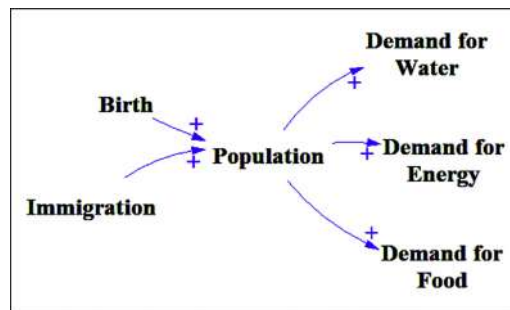 Demand for
Water
Birth
+
+
+
Population
+
Demand for
Energy
Immigration
+
Demand for
Food